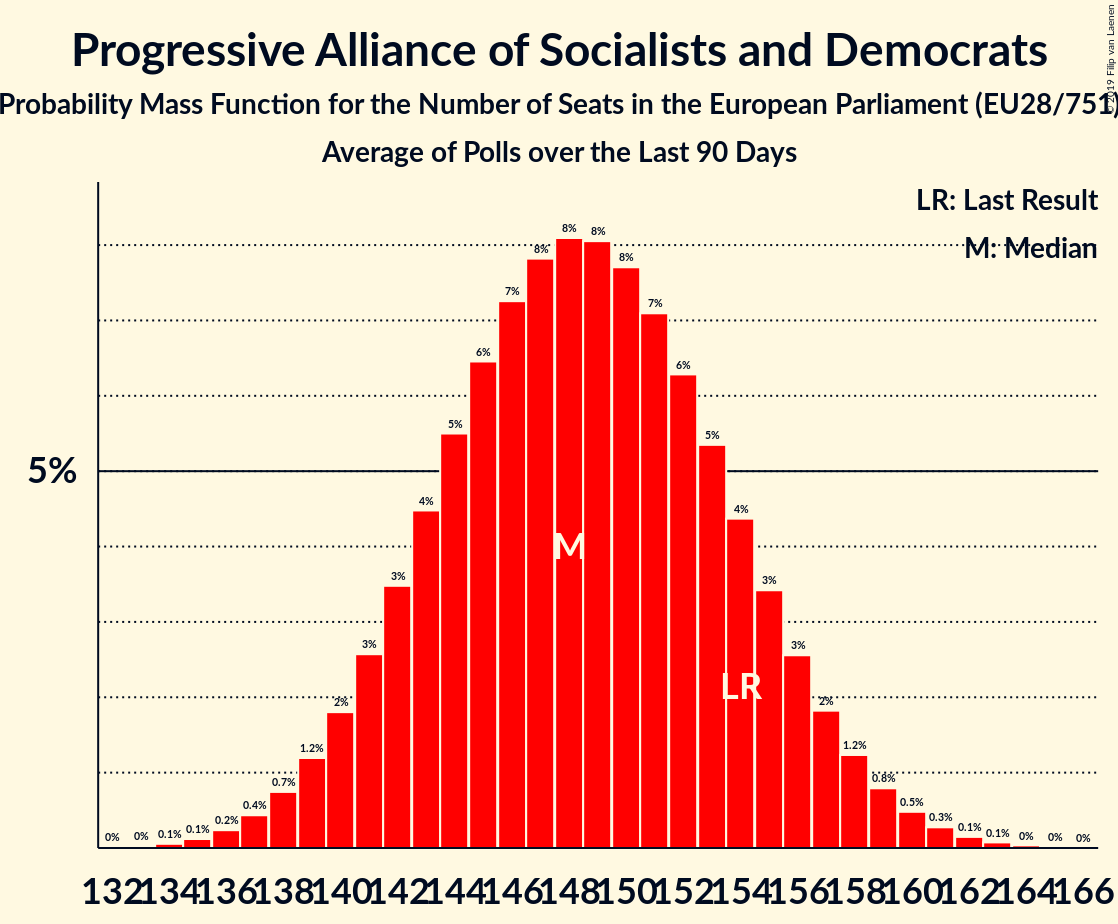 Progressive Alliance of Socialists and Democrats
Probability Mass Function for the Number of Seats in the European Parliament (EU28/751)
Average of Polls over the Last 90 Days
© 2019 Filip van Laenen
LR: Last Result
M: Median
5%
0% 0% 0.1% 0.1% 0.2% 0.4% 0.7% 1.2% 2% 3% 3% 4% 5% 6% 7% 8% 8% 8% 8% 7% 6% 5% 4% 3% 3% 2% 1.2% 0.8% 0.5% 0.3% 0.1% 0.1% 0% 0% 0%
M
LR
132 134 136 138 140 142 144 146 148 150 152 154 156 158 160 162 164 166